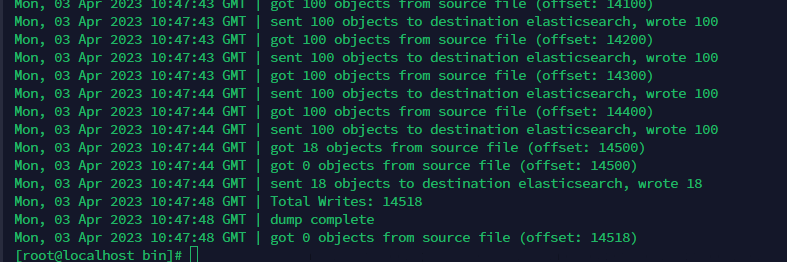 Mon, 03 Apr 2023 10:47:43 GMT | got 100 objects from source file (offset: 14100)
Mon, 03 Apr 2023 10:47:43 GMT | sent 100 objects to destination elasticsearch, wrote 100
Mon, 03 Apr 2023 10:47:43 GMT | got 100 objects from source file (offset: 14200)
Mon, 03 Apr 2023 10:47:43 GMT | sent 100 objects to destination elasticsearch, wrote 100
Mon, 03 Apr 2023 10:47:43 GMT | got 100 objects from source file (offset: 14300)
Mon, 03 Apr 2023 10:47:44 GMT | sent 100 objects to destination elasticsearch, wrote 100
Mon, 03 Apr 2023 10:47:44 GMT | got 100 objects from source file (offset: 14400)
Mon, 03 Apr 2023 10:47:44 GMT | sent 100 objects to destination elasticsearch, wrote 100
Mon, 03 Apr 2023 10:47:44 GMT | got 18 objects from source file (offset: 14500)
Mon, 03 Apr 2023 10:47:44 GMT | got 0 objects from source file (offset: 14500)
Mon, 03 Apr 2023 10:47:44 GMT | sent 18 objects to destination elasticsearch, wrote 18
Mon, 03 Apr 2023 10:47:48 GMT | Total Writes: 14518
Mon, 03 Apr 2023 10:47:48 GMT | dump complete
Mon, 03 Apr 2023 10:47:48 GMT | got 0 objects from source file (offset: 14518)
[root@localhost bin]#